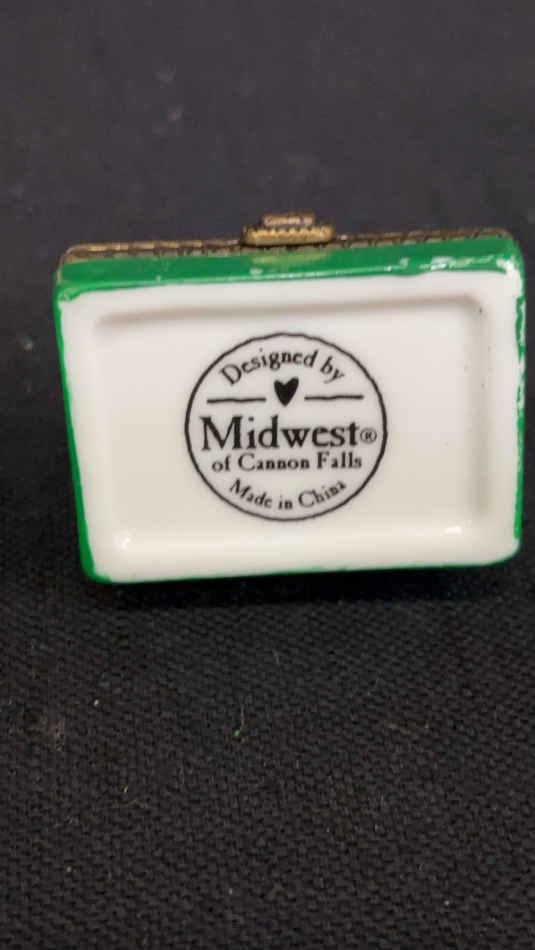 Designed by
Midwest®
of Cannon Falls
Made in China